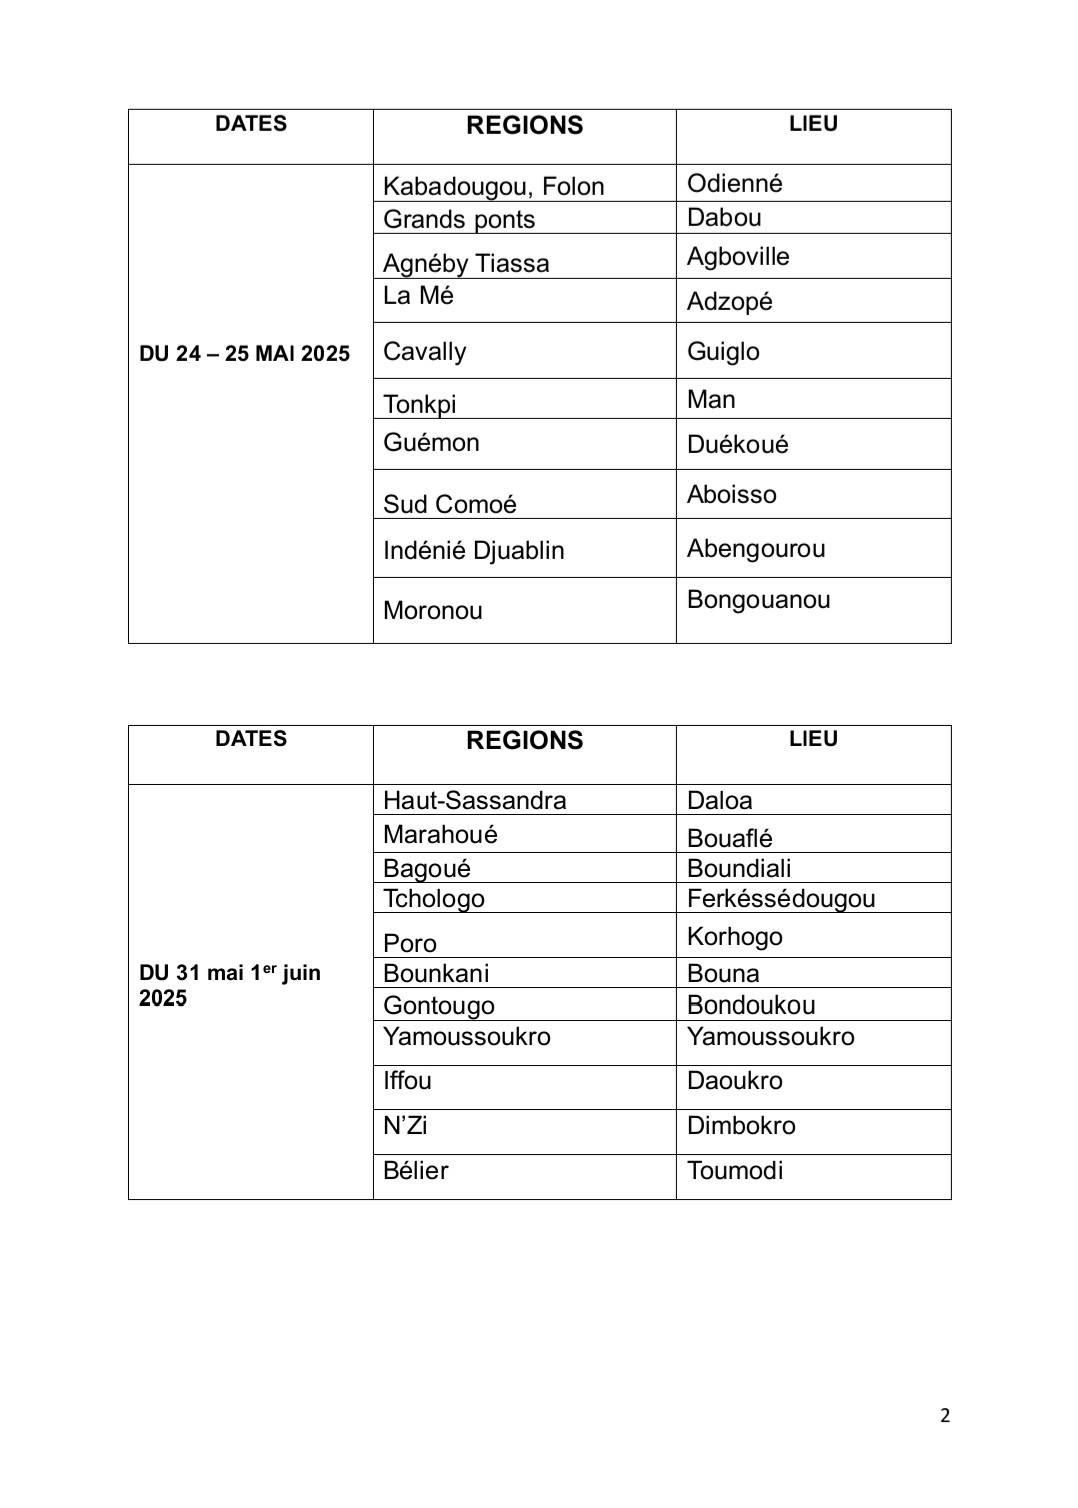 DATES REGIONS LIEU
Kabadougou, Folon Odienné
Grands ponts Dabou
Agnéby Tiassa Agboville
La Mé Adzopé
DU 24 – 25 MAI 2025 Cavally Guiglo
Tonkpi Man
Guémon Duékoué
Sud Comoé Aboisso
Indénié Djuablin Abengourou
Moronou Bongouanou
DATES REGIONS LIEU
Haut-Sassandra Daloa
Marahoué Bouaflé
Bagoué Boundiali
Tchologo Ferkéssédougou
Poro Korhogo
DU 31 mai 1er juin Bounkani Bouna
2025 Gontougo Bondoukou
Yamoussoukro Yamoussoukro
Iffou Daoukro
N’Zi Dimbokro
Bélier Toumodi
2